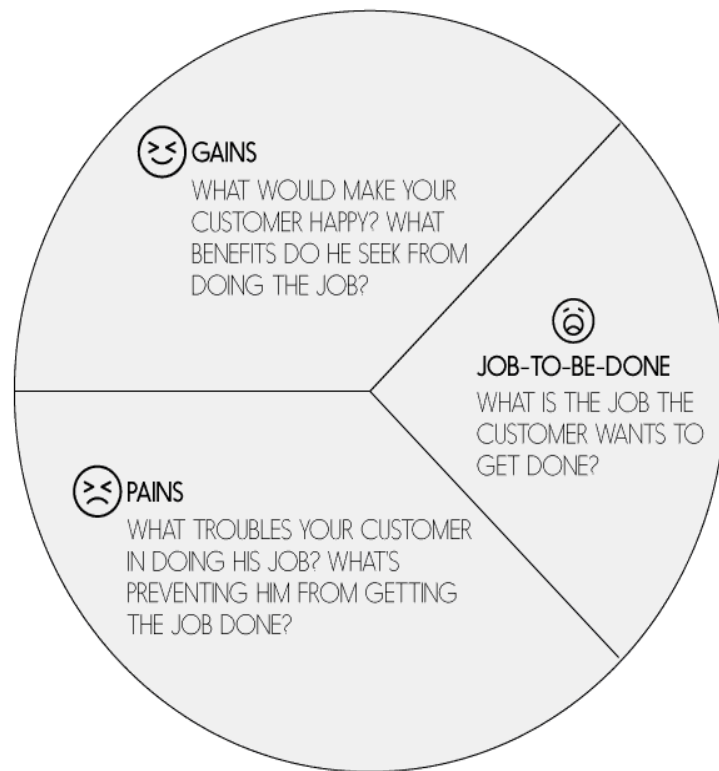 GAINS
WHAT WOULD MAKE YOUR
CUSTOMER HAPPY? WHAT
BENEFITS DO HE SEEK FROM
DOING THE JOB?
JOB-TO-BE-DONE
WHAT IS THE JOB THE
CUSTOMER WANTS TO
GET DONE?
PAINS
WHAT TROUBLES YOUR CUSTOMER
IN DOING HIS JOB? WHAT'S
PREVENTING HIM FROM GETTING
THE JOB DONE?